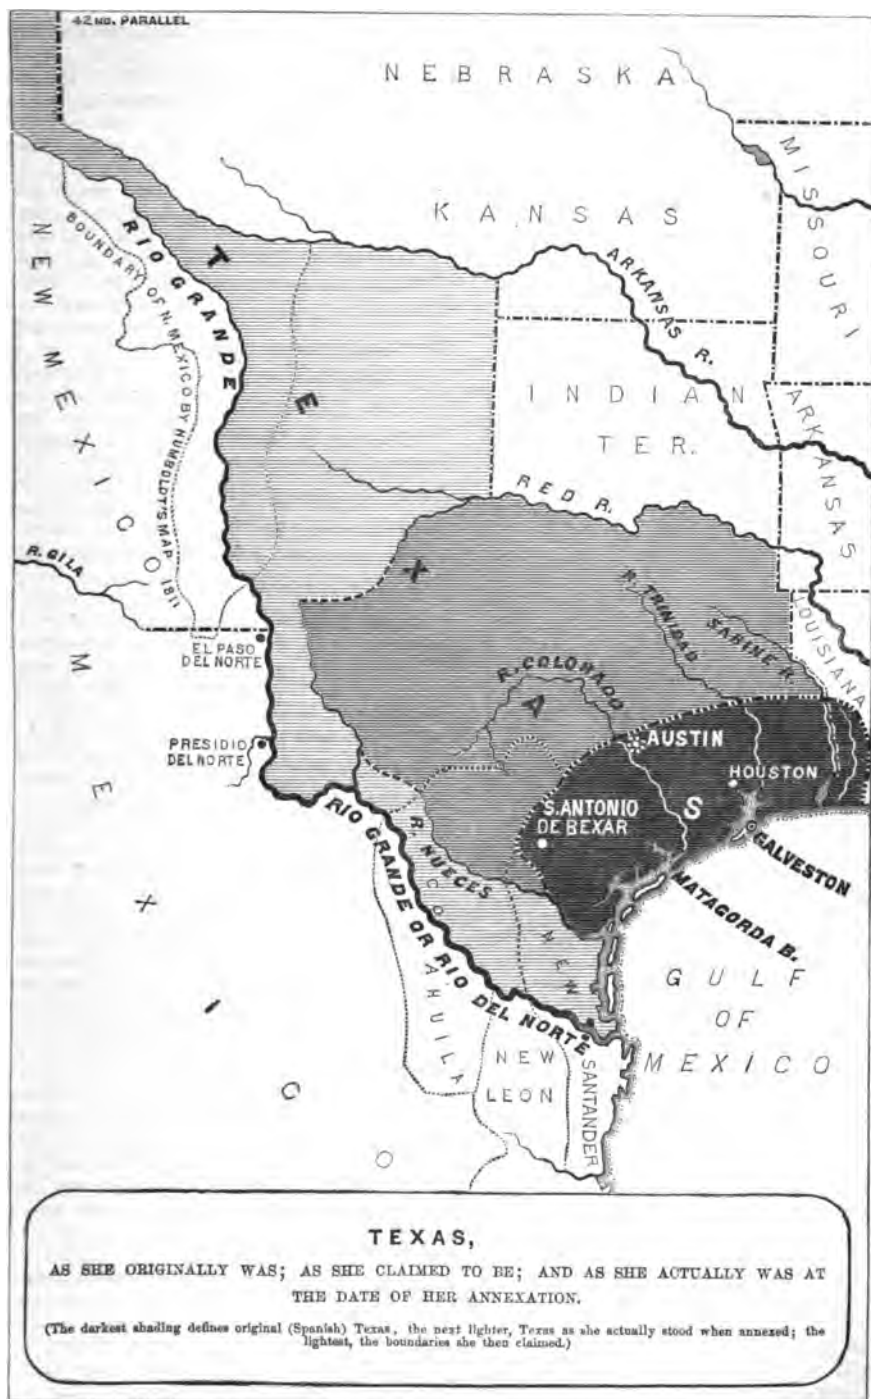 42ND. PARALLEL
NEBRASKA
KANSAS
MISSOURI
ARKANSAS R.
INDIAN
TER.
ARKANSAS
LOUISIANA
NEW MEXICO
BOUNDARY OF N. MEXICO BY HUMBOLDT'S MAP 1811
RIO GRANDE
TEXAS
RED R.
R. GILA
R. TRINIDAD
SABINE R.
EL PASO
DEL NORTE
R. COLORADO
PRESIDIO
DEL NORTE
AUSTIN
HOUSTON
S. ANTONIO
DE BEXAR
GALVESTON
MATAGORDA B.
R. NUECES
RIO GRANDE OR RIO DEL NORTE
COAHUILA
NEW
SANTANDER
NEW
LEON
MEXICO
GULF
OF
MEXICO
TEXAS,
AS SHE ORIGINALLY WAS; AS SHE CLAIMED TO BE; AND AS SHE ACTUALLY WAS AT
THE DATE OF HER ANNEXATION.
(The darkest shading defines original (Spanish) Texas, the next lighter, Texas as she actually stood when annexed; the
lightest, the boundaries she then claimed.)